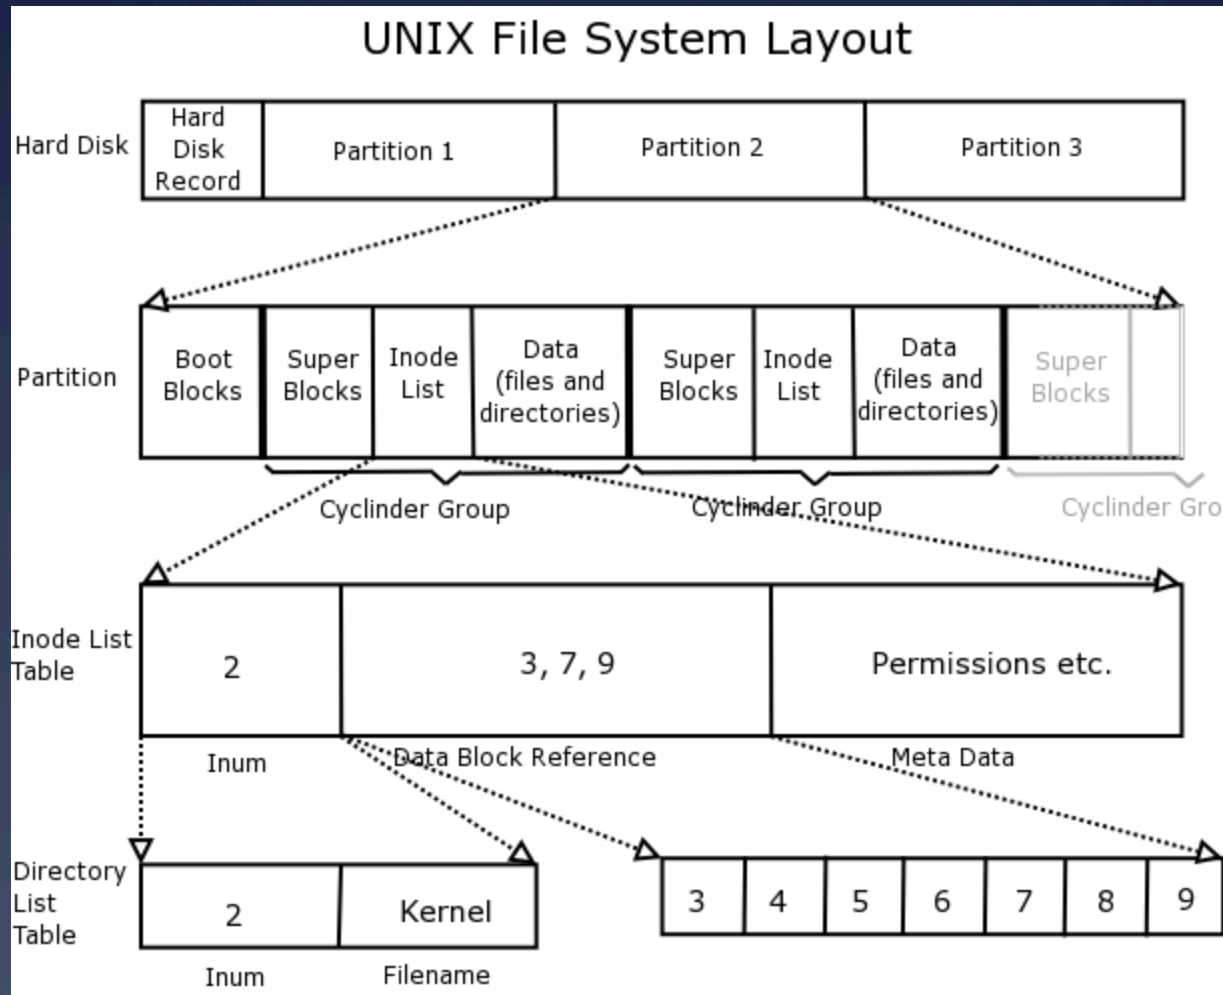 UNIX File System Layout
Hard Disk
Hard
Disk
Record
Partition 1
Partition 2
Partition 3
Partition
Boot
Blocks
Super
Blocks
Inode
List
Data
(files and
directories)
Super
Blocks
Inode
List
Data
(files and
directories)
Super
Blocks
Cyclinder Group
Cyclinder Group
Cyclinder Gro
Inode List
Table
2
3, 7, 9
Permissions etc.
Inum
Data Block Reference
Meta Data
Directory
List
Table
2
Kernel
3 4 5 6 7 8 9
Inum
Filename